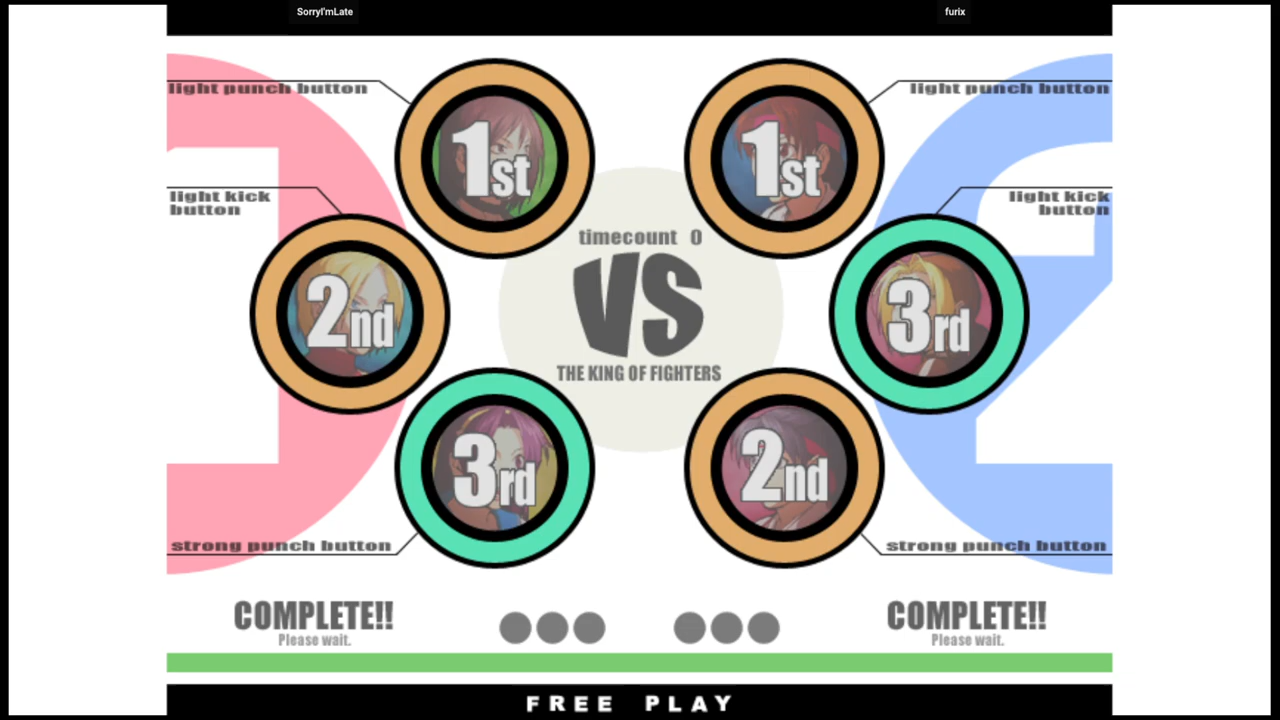 SorryI'mLate
furix
light punch button
light punch button
1st
1st
light kick
button
light kick
button
timecount 0
VS
2nd
3rd
THE KING OF FIGHTERS
3rd
2nd
strong punch button
strong punch button
COMPLETE!!
COMPLETE!!
Please wait.
Please wait.
FREE PLAY